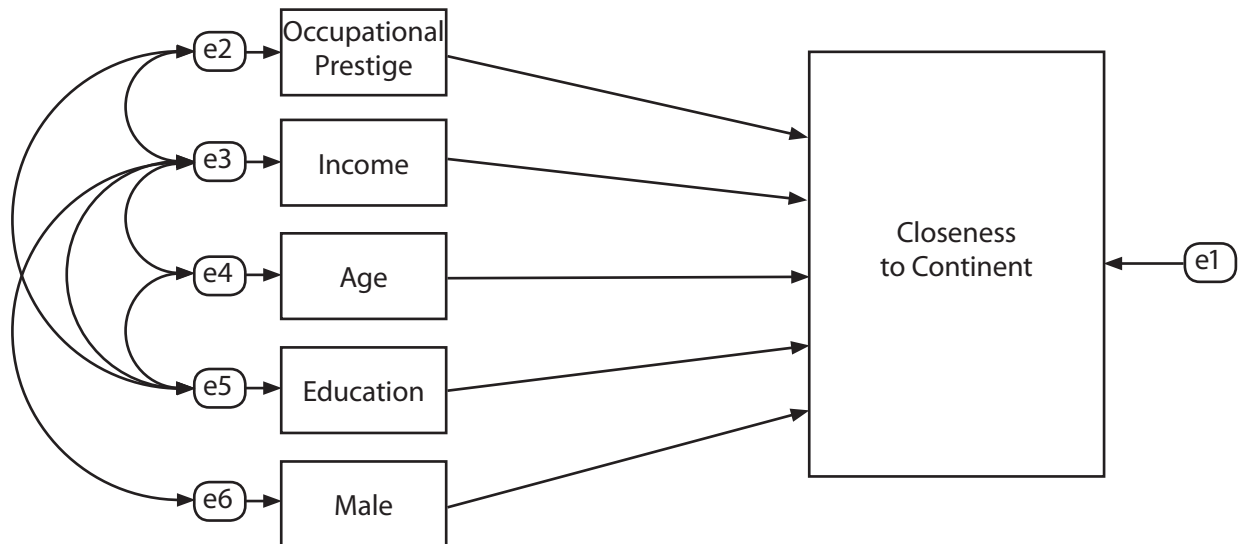 e2
Occupational
Prestige
e3
Income
e4
Age
e5
Education
e6
Male
Closeness
to Continent
e1